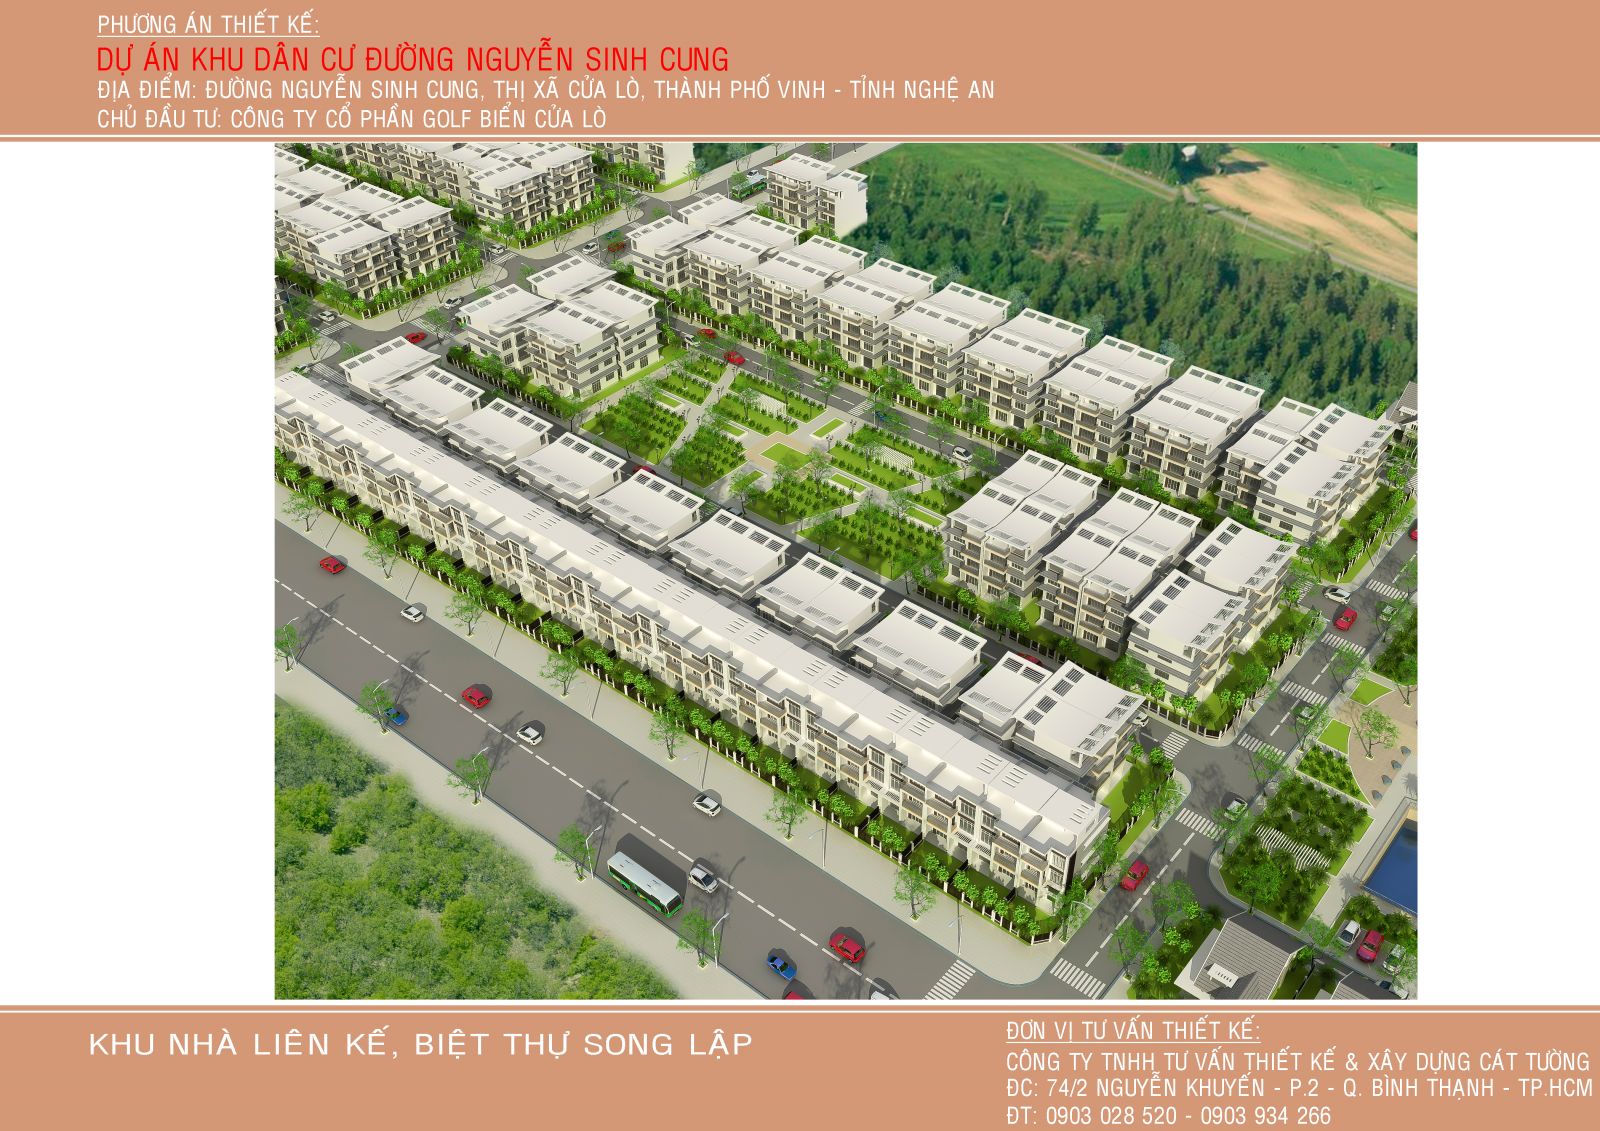 PHƯƠNG ÁN THIẾT KẾ:
DỰ ÁN KHU DÂN CƯ ĐƯỜNG NGUYỄN SINH CUNG
ĐỊA ĐIỂM: ĐƯỜNG NGUYỄN SINH CUNG, THỊ XÃ CỬA LÒ, THÀNH PHỐ VINH - TỈNH NGHỆ AN
CHỦ ĐẦU TƯ: CÔNG TY CỔ PHẦN GOLF BIỂN CỬA LÒ
KHU NHÀ LIÊN KẾ, BIỆT THỰ SONG LẬP
ĐƠN VỊ TƯ VẤN THIẾT KẾ:
CÔNG TY TNHH TƯ VẤN THIẾT KẾ & XÂY DỰNG CÁT TƯỜNG
ĐC: 74/2 NGUYỄN KHUYẾN - P.2 - Q. BÌNH THẠNH - TP.HCM
ĐT: 0903 028 520 - 0903 934 266